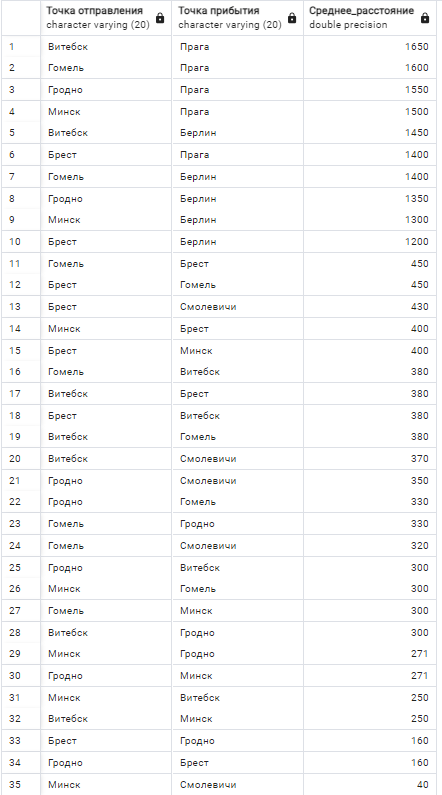 Точка отправления Точка прибытия Среднее_расстояние
character varying (20) character varying (20) double precision
1 Витебск Прага 1650
2 Гомель Прага 1600
3 Гродно Прага 1550
4 Минск Прага 1500
5 Витебск Берлин 1450
6 Брест Прага 1400
7 Гомель Берлин 1400
8 Гродно Берлин 1350
9 Минск Берлин 1300
10 Брест Берлин 1200
11 Гомель Брест 450
12 Брест Гомель 450
13 Брест Смолевичи 430
14 Минск Брест 400
15 Брест Минск 400
16 Гомель Витебск 380
17 Витебск Брест 380
18 Брест Витебск 380
19 Витебск Гомель 380
20 Витебск Смолевичи 370
21 Гродно Смолевичи 350
22 Гродно Гомель 330
23 Гомель Гродно 330
24 Гомель Смолевичи 320
25 Гродно Витебск 300
26 Минск Гомель 300
27 Гомель Минск 300
28 Витебск Гродно 300
29 Минск Гродно 271
30 Гродно Минск 271
31 Минск Витебск 250
32 Витебск Минск 250
33 Брест Гродно 160
34 Гродно Брест 160
35 Минск Смолевичи 40